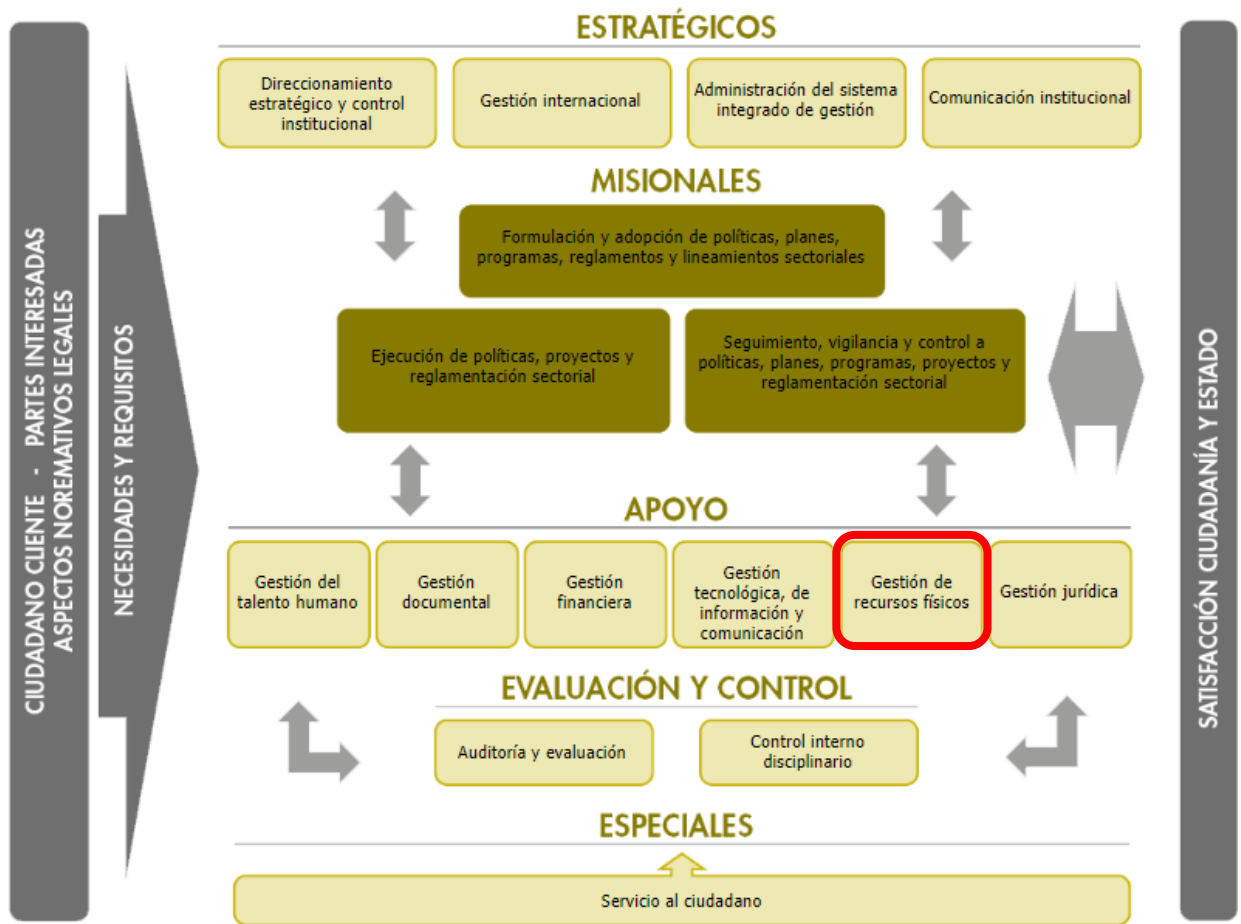 ESTRATÉGICOS
Direccionamiento
estratégico y control
institucional
Gestión internacional
Administración del sistema
integrado de gestión
Comunicación institucional
MISIONALES
Formulación y adopción de políticas, planes,
programas, reglamentos y lineamientos sectoriales
Ejecución de políticas, proyectos y
reglamentación sectorial
Seguimiento, vigilancia y control a
políticas, planes, programas, proyectos y
reglamentación sectorial
APOYO
Gestión del
talento humano
Gestión
documental
Gestión
financiera
Gestión
tecnológica, de
información y
comunicación
Gestión de
recursos físicos
Gestión jurídica
EVALUACIÓN Y CONTROL
Auditoría y evaluación
Control interno
disciplinario
ESPECIALES
Servicio al ciudadano
CIUDADANO CLIENTE - PARTES INTERESADAS
ASPECTOS NOREMATIVOS LEGALES
NECESIDADES Y REQUISITOS
SATISFACCIÓN CIUDADANÍA Y ESTADO